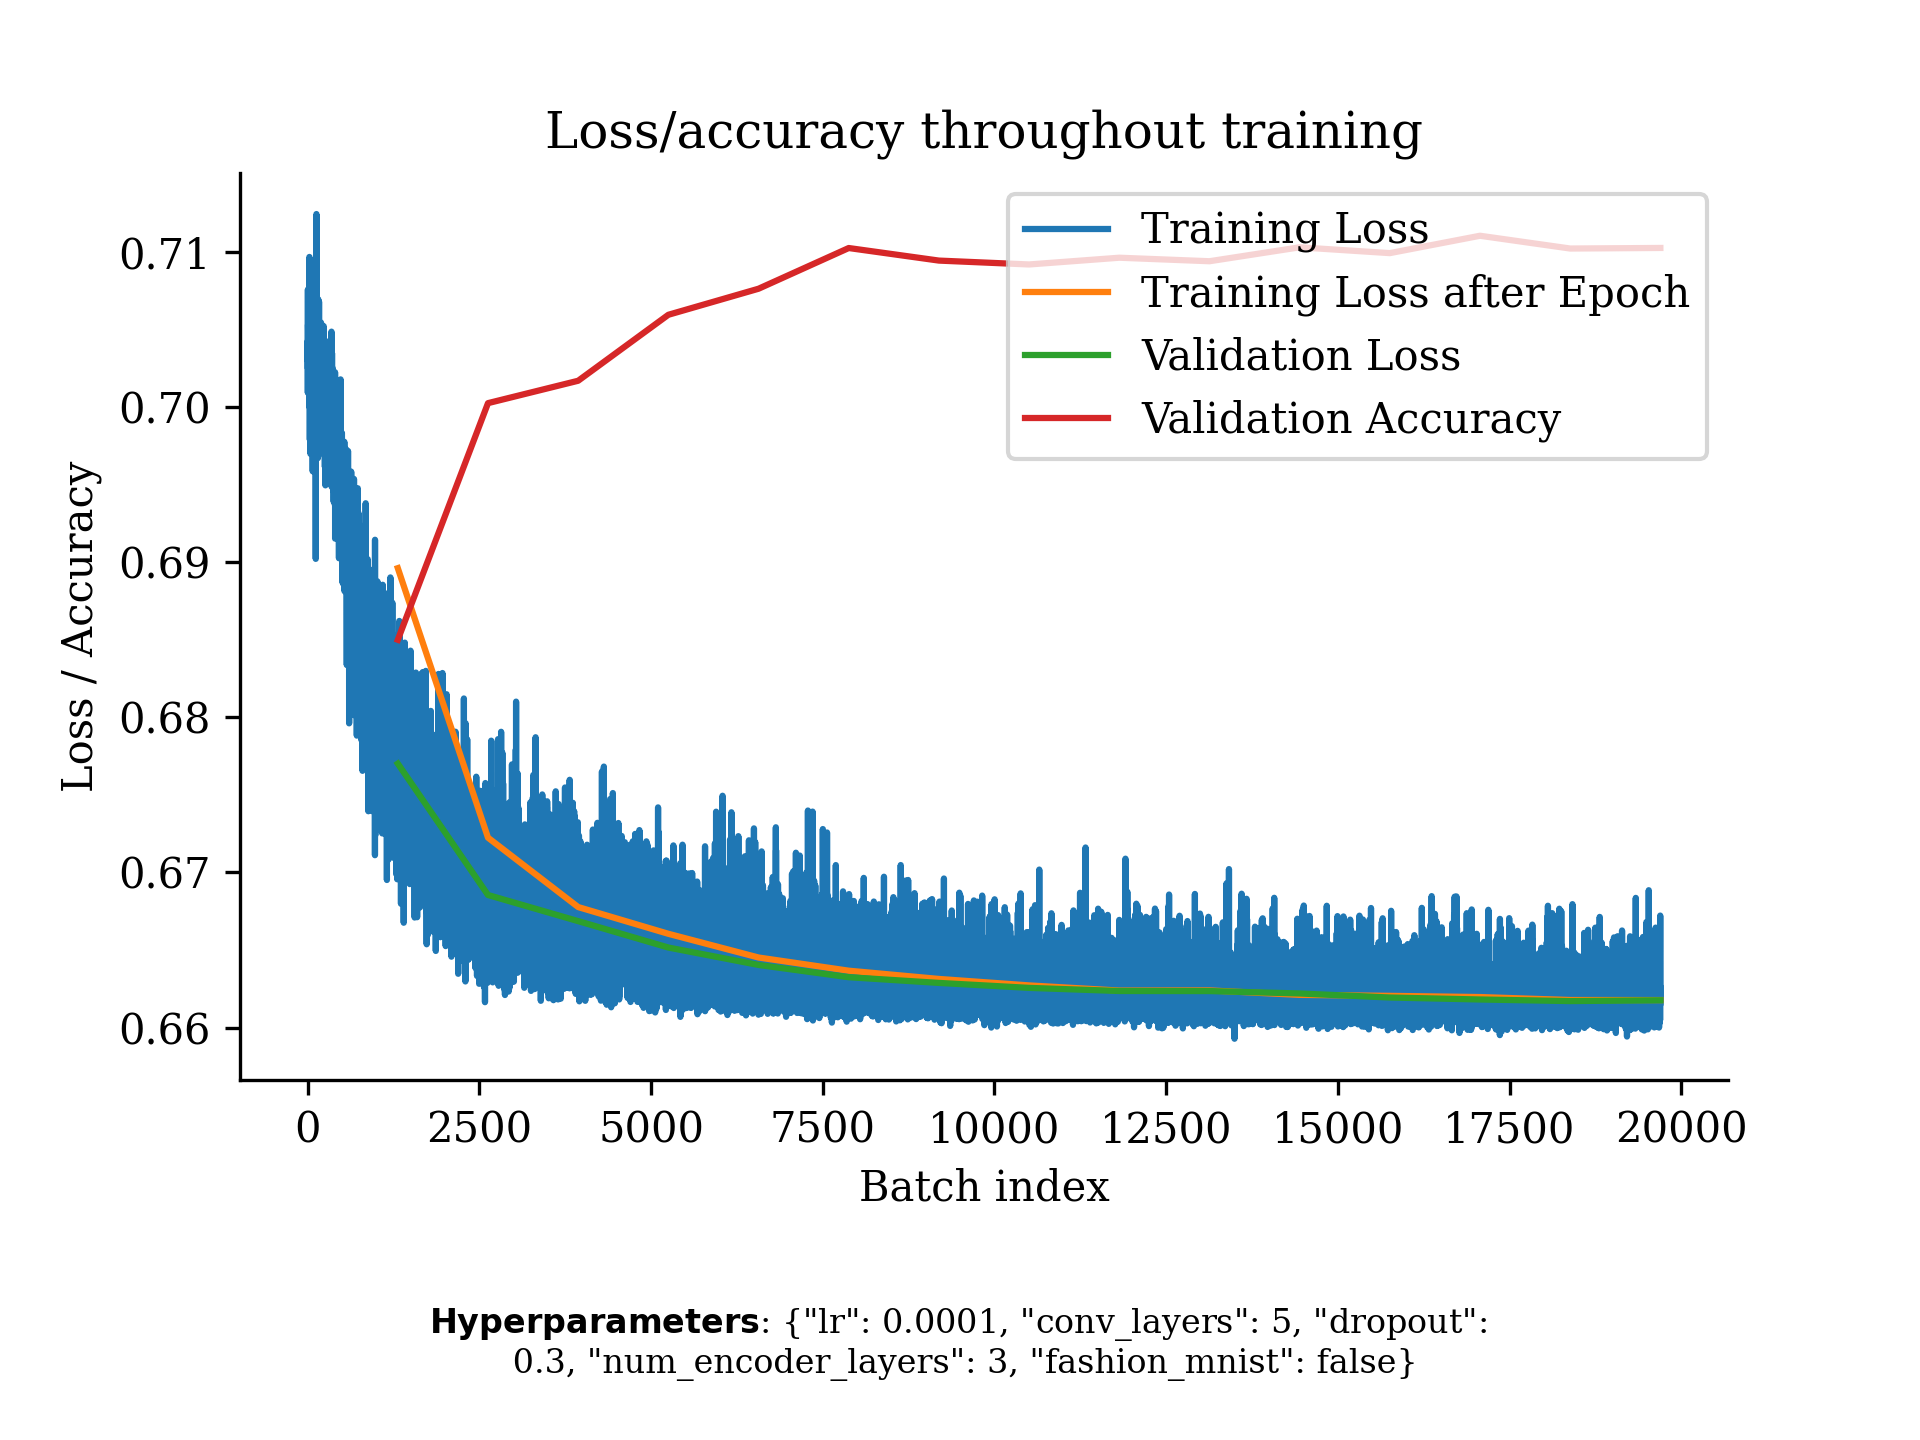 Loss/accuracy throughout training
Training Loss
Training Loss after Epoch
Validation Loss
Validation Accuracy
0.71
0.70
0.69
0.68
0.67
0.66
Loss / Accuracy
0 2500 5000 7500 10000 12500 15000 17500 20000
Batch index
Hyperparameters: {"lr": 0.0001, "conv_layers": 5, "dropout":
0.3, "num_encoder_layers": 3, "fashion_mnist": false}